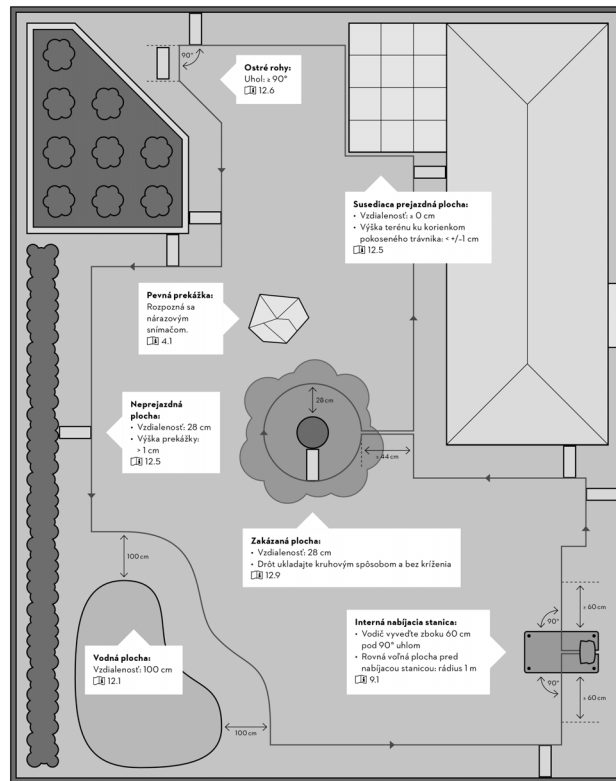 90°
Ostré rohy:
Uhol: ≥ 90°
12.6
Susediaca prejazdná plocha:
• Vzdialenosť: ≥ 0 cm
• Výška terénu ku korienkom
pokoseného trávnika: < +/–1 cm
12.5
Pevná prekážka:
Rozpozná sa
nárazovým
snímačom.
4.1
28 cm
Neprejazdná
plocha:
• Vzdialenosť: 28 cm
• Výška prekážky:
> 1 cm
12.5
≥ 44 cm
Zakázaná plocha:
• Vzdialenosť: 28 cm
• Drôt ukladajte kruhovým spôsobom a bez kríženia
12.9
100 cm
≥ 60 cm
90°
Interná nabíjacia stanica:
• Vodič vyveďte zboku 60 cm
pod 90° uhlom
• Rovná voľná plocha pred
nabíjacou stanicou: rádius 1 m
9.1
90°
≥ 60 cm
Vodná plocha:
Vzdialenosť: 100 cm
12.1
100 cm